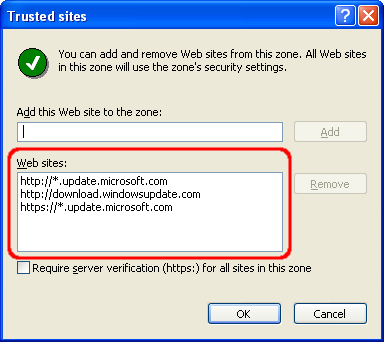 Trusted sites
You can add and remove Web sites from this zone. All Web sites
in this zone will use the zone's security settings.
Add this Web site to the zone:
Add
Web sites:
http://*.update.microsoft.com
http://download.windowsupdate.com
https://*.update.microsoft.com
Remove
Require server verification (https:) for all sites in this zone
OK
Cancel